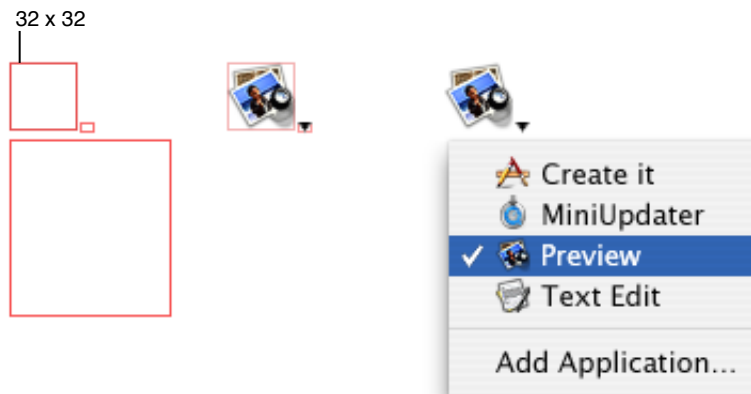 32 x 32
Create it
MiniUpdater
Preview
Text Edit
Add Application...